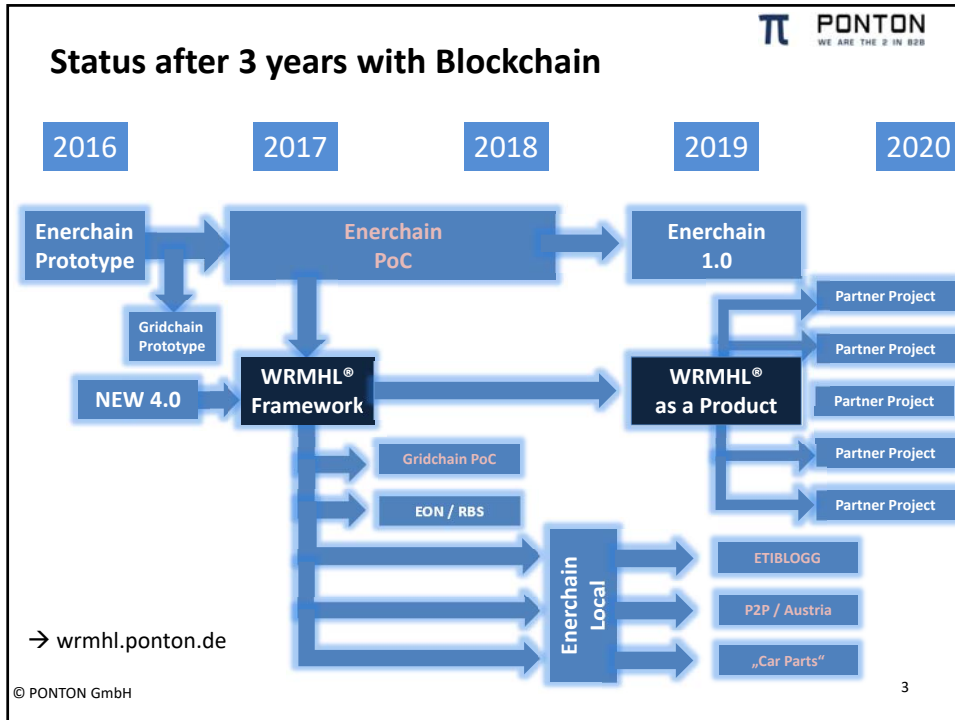 π PONTON
WE ARE THE 2 IN B2B
Status after 3 years with Blockchain
2016
2017
2018
2019
2020
Enerchain
Prototype
Enerchain
PoC
Enerchain
1.0
Gridchain
Prototype
NEW 4.0
WRMHL®
Framework
WRMHL®
as a Product
Partner Project
Partner Project
Partner Project
Partner Project
Partner Project
Gridchain PoC
EON / RBS
Enerchain
Local
ETIBLOGG
P2P / Austria
„Car Parts“
→ wrmhl.ponton.de
© PONTON GmbH
3